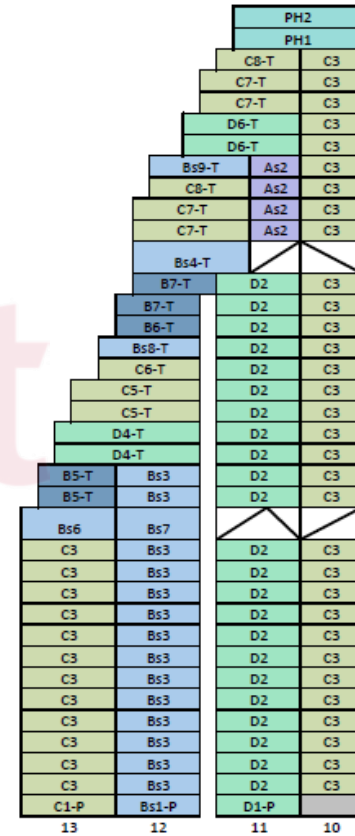 PH2
PH1
C8-T C3
C7-T C3
C7-T C3
D6-T C3
D6-T C3
Bs9-T As2 C3
C8-T As2 C3
C7-T As2 C3
C7-T As2 C3
Bs4-T
B7-T D2 C3
B7-T D2 C3
B6-T D2 C3
Bs8-T D2 C3
C6-T D2 C3
C5-T D2 C3
C5-T D2 C3
D4-T D2 C3
D4-T D2 C3
B5-T Bs3 D2 C3
B5-T Bs3 D2 C3
Bs6 Bs7
C3 Bs3 D2 C3
C3 Bs3 D2 C3
C3 Bs3 D2 C3
C3 Bs3 D2 C3
C3 Bs3 D2 C3
C3 Bs3 D2 C3
C3 Bs3 D2 C3
C3 Bs3 D2 C3
C3 Bs3 D2 C3
C3 Bs3 D2 C3
C3 Bs3 D2 C3
C3 Bs3 D2 C3
C1-P Bs1-P D1-P
13 12 11 10